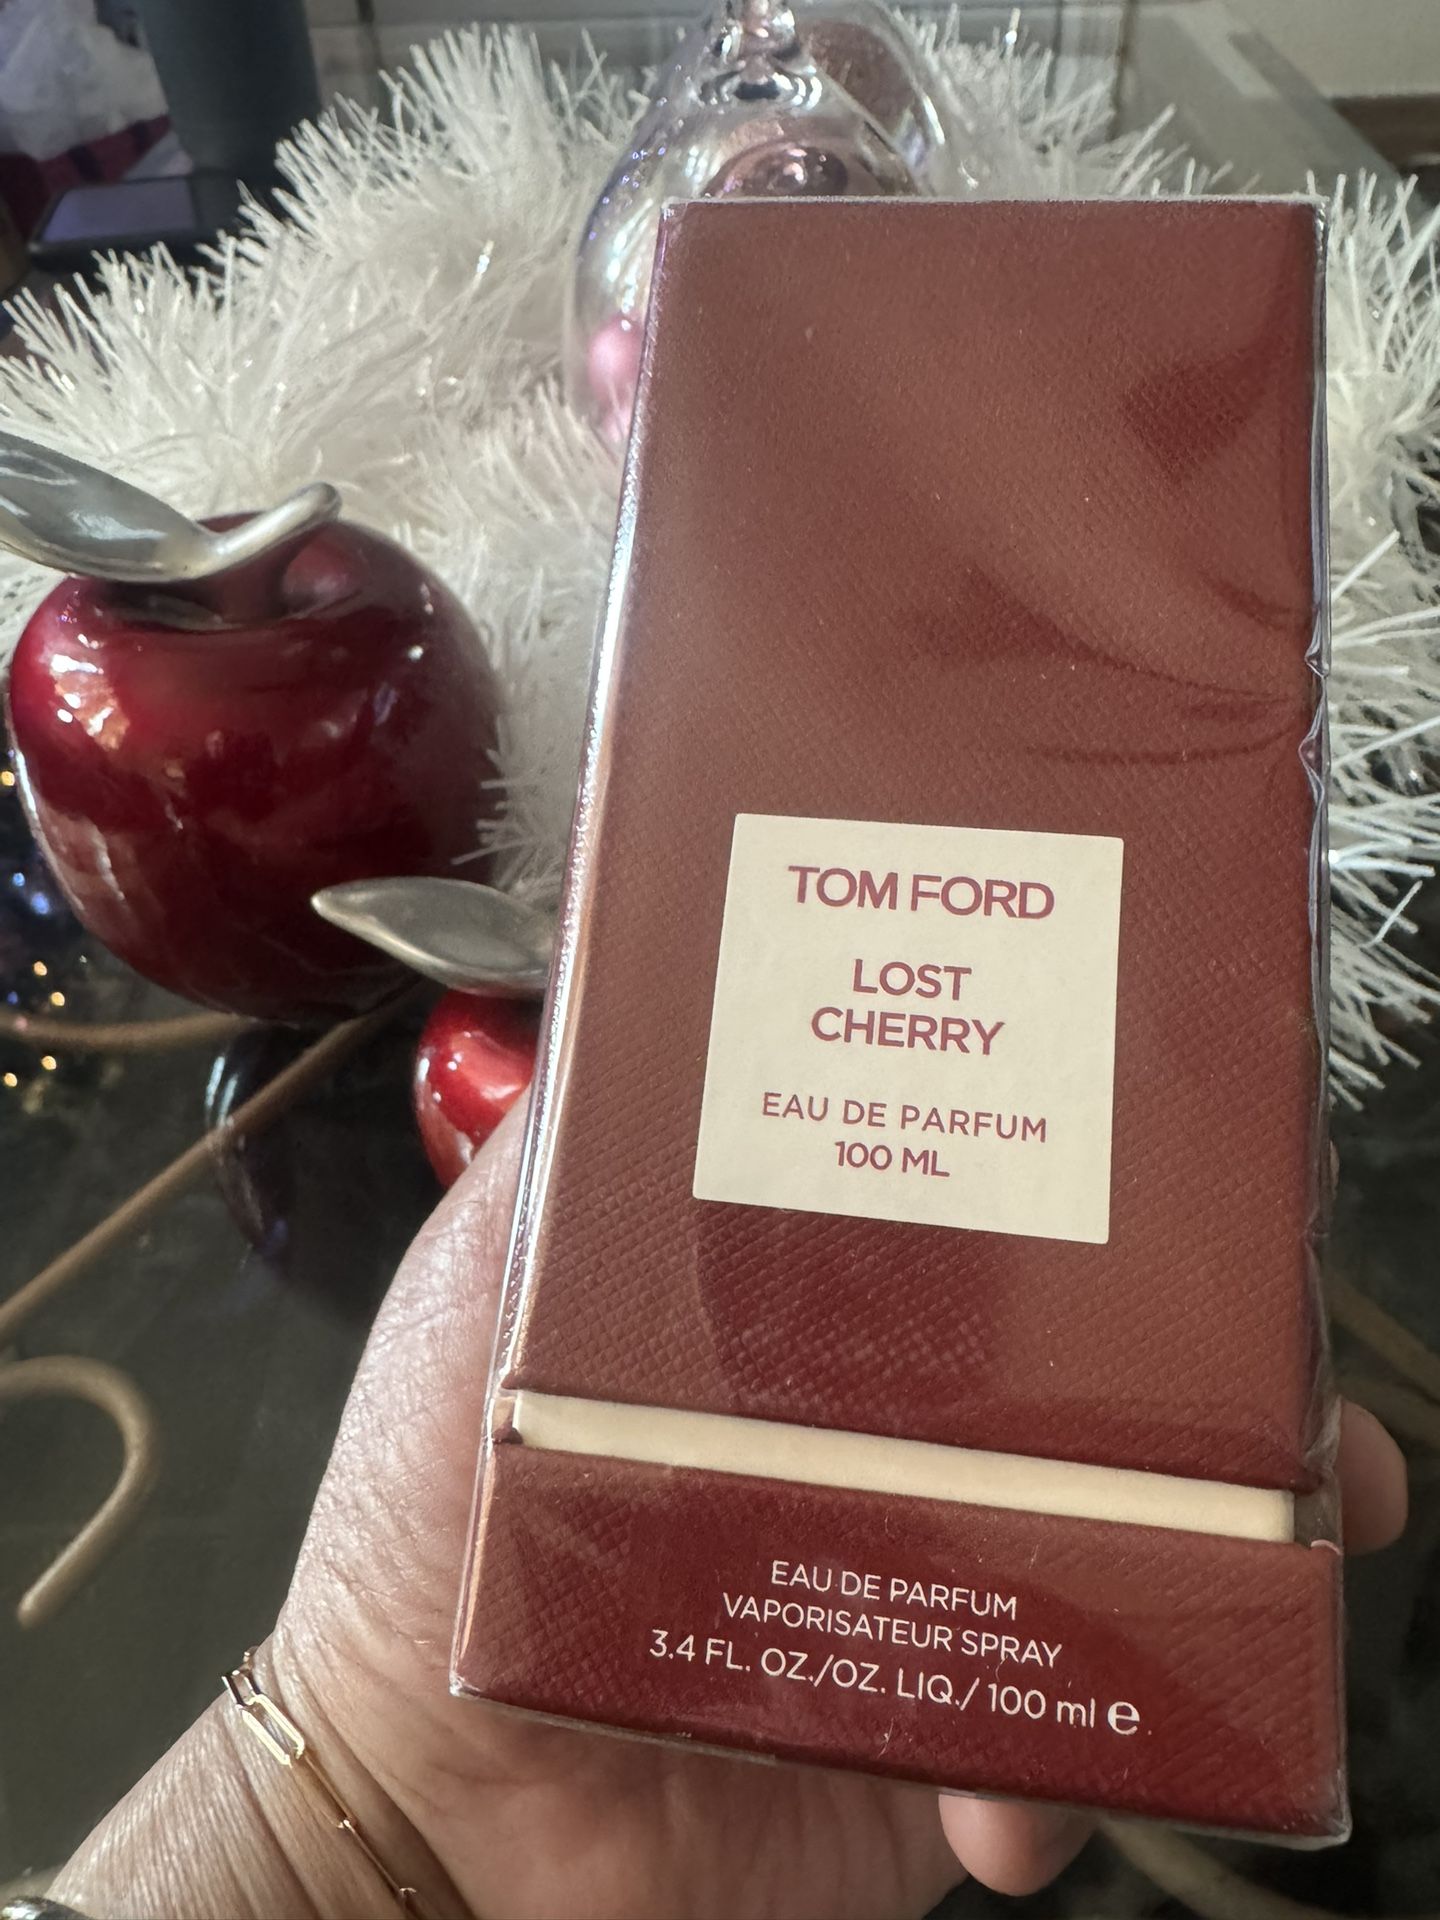 TOM FORD
LOST
CHERRY
EAU DE PARFUM
100 ML
EAU DE PARFUM
VAPORISATEUR SPRAY
3.4 FL. OZ./OZ. LIQ./ 100 ml e